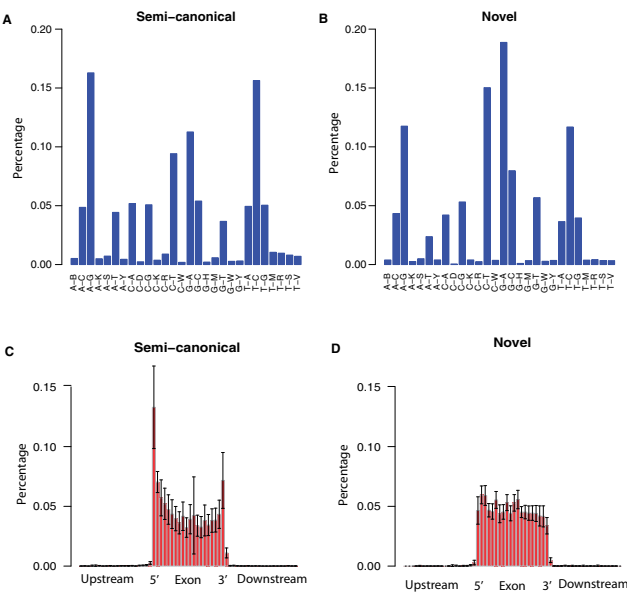 A
Semi−canonical
Percentage
0.20
0.15
0.10
0.05
0.00
A−B
A−C
A−G
A−K
A−S
A−T
A−Y
C−A
C−D
C−G
C−K
C−R
C−T
C−W
G−A
G−C
G−H
G−M
G−T
G−W
G−Y
T−A
T−C
T−G
T−M
T−R
T−S
T−V
B
Novel
Percentage
0.20
0.15
0.10
0.05
0.00
A−B
A−C
A−G
A−K
A−S
A−T
A−Y
C−A
C−D
C−G
C−K
C−R
C−T
C−W
G−A
G−C
G−H
G−M
G−T
G−W
G−Y
T−A
T−C
T−G
T−M
T−R
T−S
T−V
C
Semi−canonical
Percentage
0.15
0.10
0.05
0.00
Upstream 5′ Exon 3′ Downstream
D
Novel
Percentage
0.15
0.10
0.05
0.00
Upstream 5′ Exon 3′ Downstream